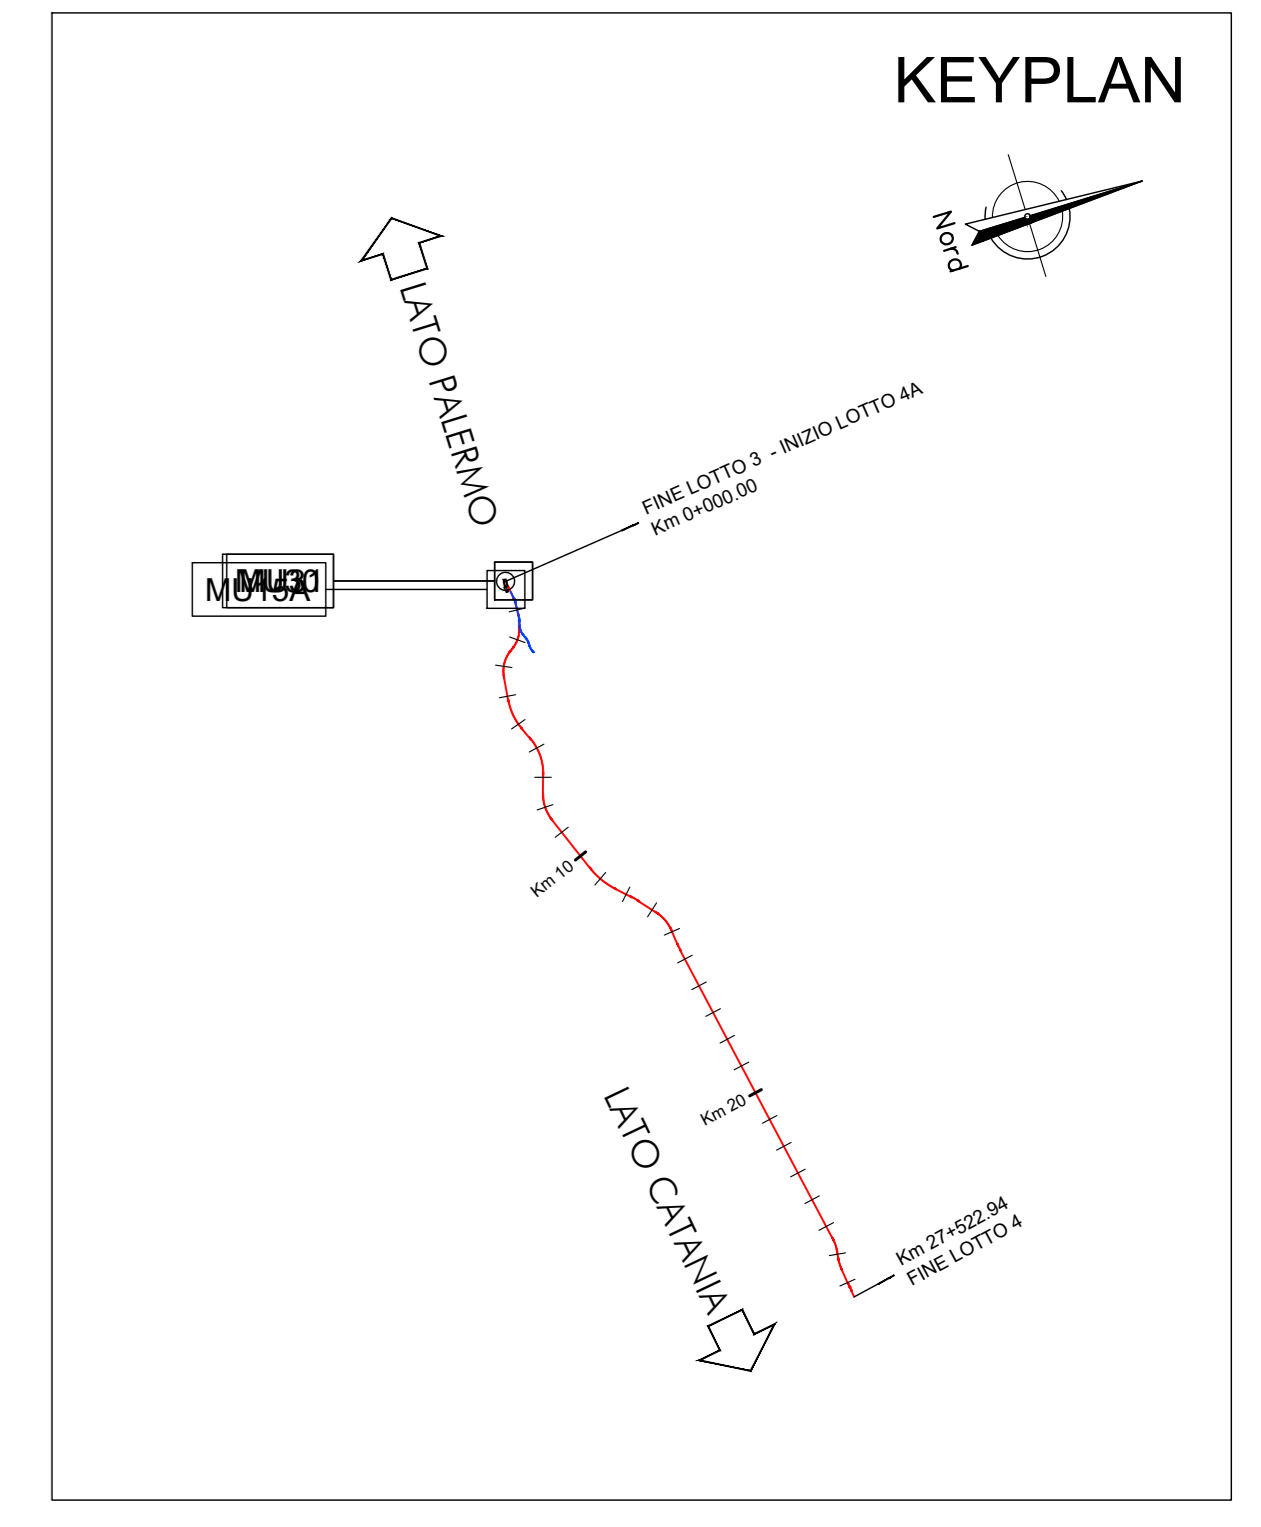 KEYPLAN
Nord
LATO PALERMO
FINE LOTTO 3 - INIZIO LOTTO 4A
Km 0+000.00
Km 10
Km 20
LATO CATANIA
Km 27+522.94
FINE LOTTO 4